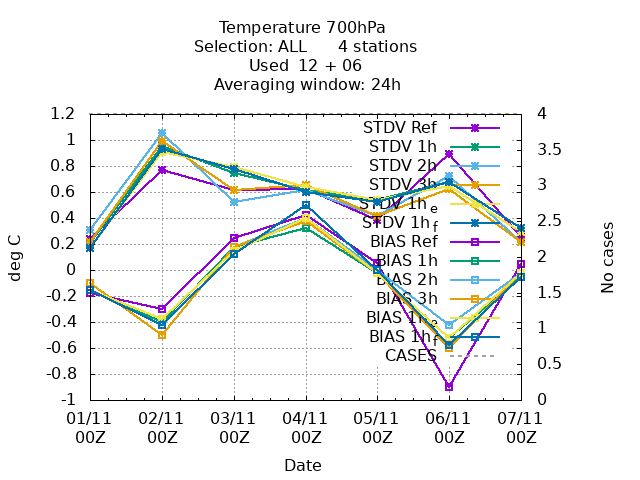 Temperature 700hPa
Selection: ALL 4 stations
Used 12 + 06
Averaging window: 24h
1.2
1
0.8
0.6
0.4
0.2
0
-0.2
-0.4
-0.6
-0.8
-1
deg C
STDV Ref
STDV 1h
STDV 2h
STDV 3h
STDV 1h e
STDV 1h f
BIAS Ref
BIAS 1h
BIAS 2h
BIAS 3h
BIAS 1h e
BIAS 1h f
CASES
4
3.5
3
2.5
2
1.5
1
0.5
0
No cases
01/11 02/11 03/11 04/11 05/11 06/11 07/11
00Z 00Z 00Z 00Z 00Z 00Z 00Z
Date